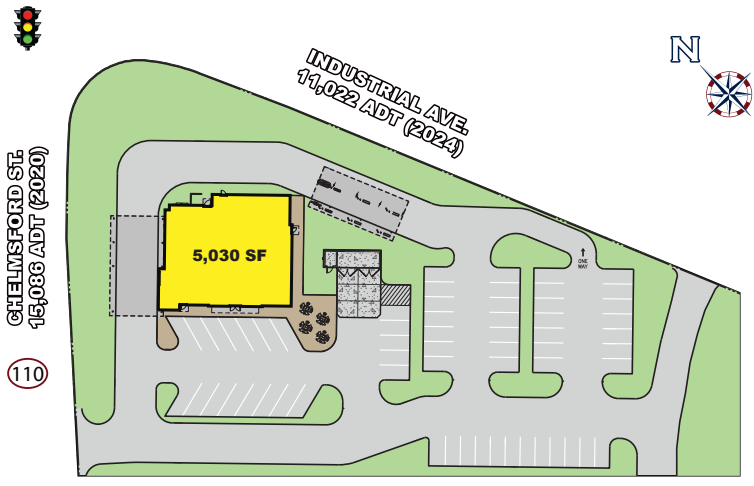 N
INDUSTRIAL AVE.
11,022 ADT (2024)
CHELMSFORD ST.
15,086 ADT (2020)
110
5,030 SF
ONE
WAY